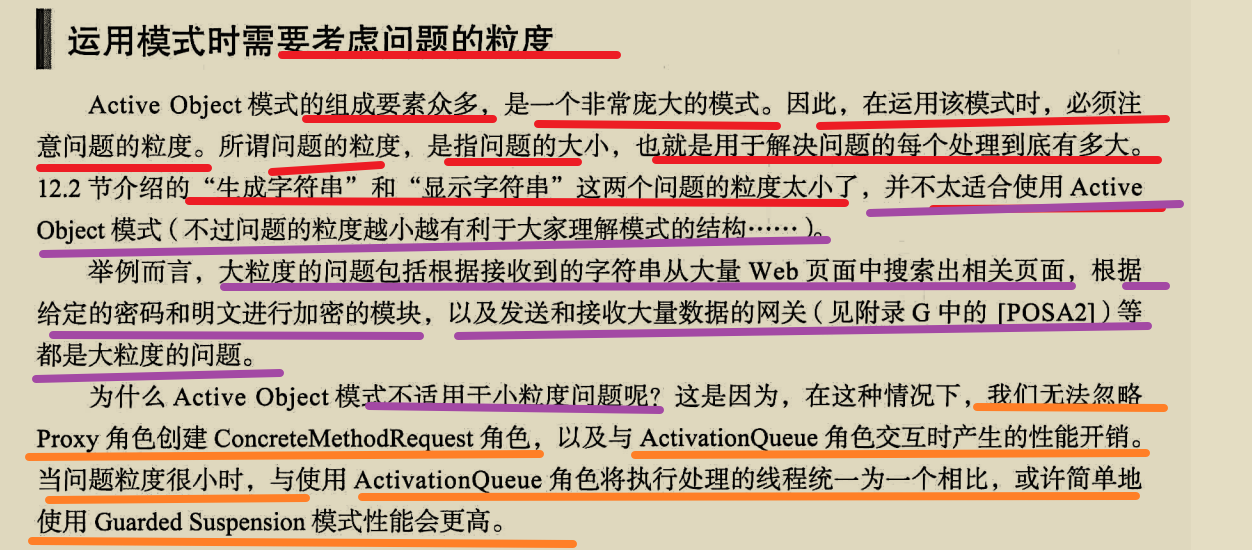 运用模式时需要考虑问题的粒度
Active Object 模式的组成要素众多，是一个非常庞大的模式。因此，在运用该模式时，必须注
意问题的粒度。所谓问题的粒度，是指问题的大小，也就是用于解决问题的每个处理到底有多大。
12.2 节介绍的“生成字符串”和“显示字符串”这两个问题的粒度太小了，并不太适合使用 Active
Object 模式（不过问题的粒度越小越有利于大家理解模式的结构……）。
举例而言，大粒度的问题包括根据接收到的字符串从大量 Web 页面中搜索出相关页面，根据
给定的密码和明文进行加密的模块，以及发送和接收大量数据的网关（见附录 G 中的 [POSA2]）等
都是大粒度的问题。
为什么 Active Object 模式不适用于小粒度问题呢？这是因为，在这种情况下，我们无法忽略
Proxy 角色创建 ConcreteMethodRequest 角色，以及与 ActivationQueue 角色交互时产生的性能开销。
当问题粒度很小时，与使用 ActivationQueue 角色将执行处理的线程统一为一个相比，或许简单地
使用 Guarded Suspension 模式性能会更高。